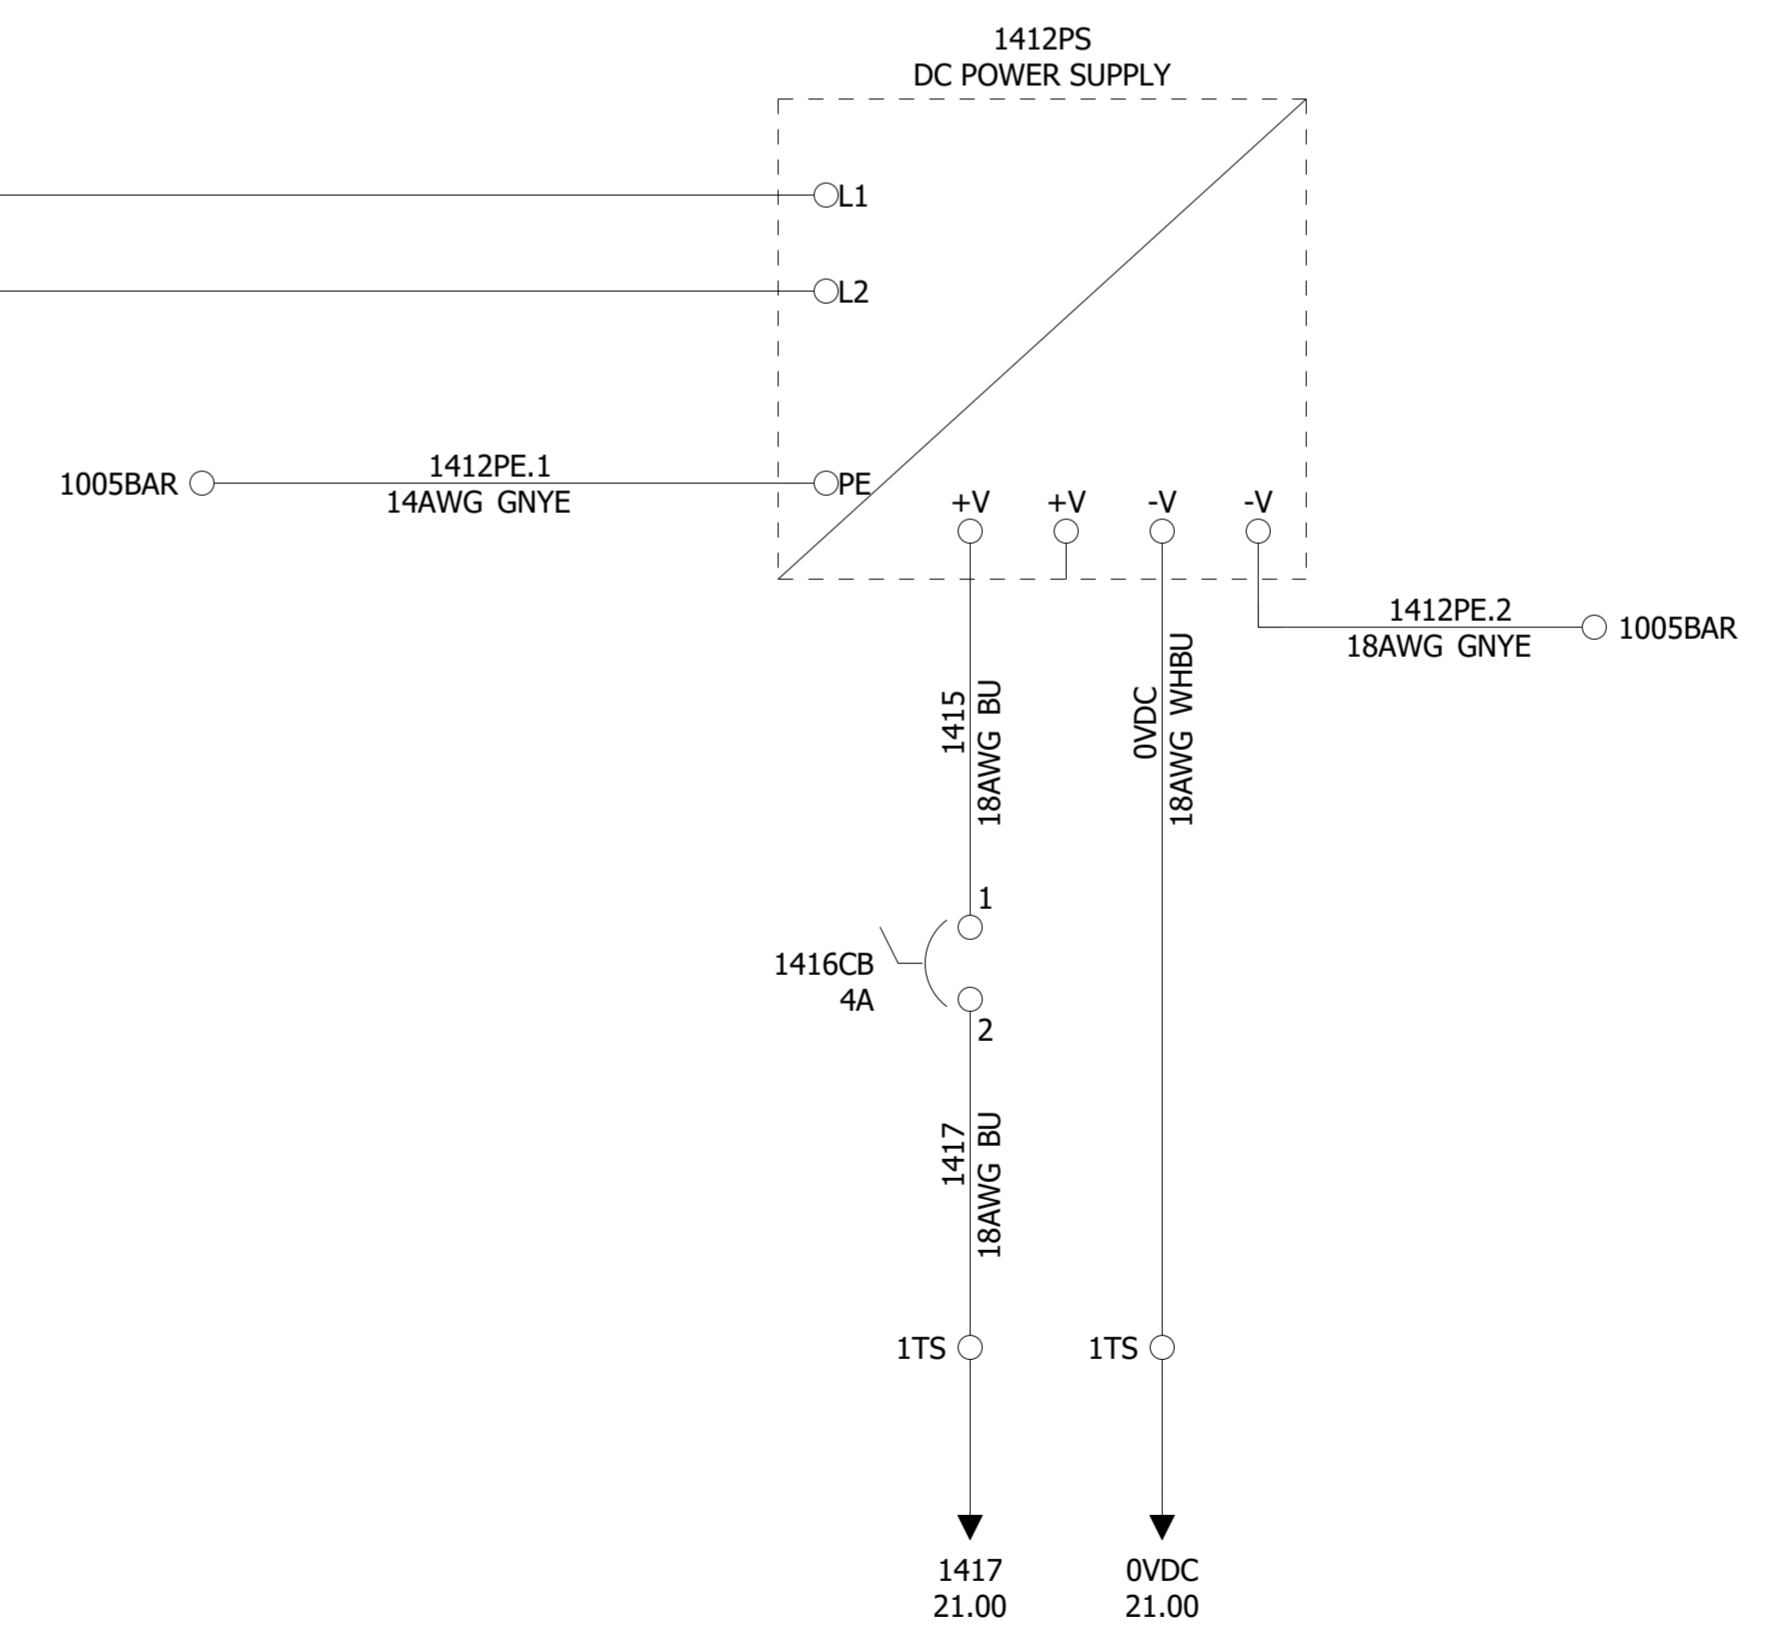 1412PS
DC POWER SUPPLY
L1
L2
1005BAR
1412PE.1
14AWG GNYE
PE
+V
+V
-V
-V
1412PE.2
18AWG GNYE
1005BAR
1415
18AWG BU
0VDC
18AWG WHBU
1
1416CB
4A
2
1417
18AWG BU
1TS
1TS
1417
21.00
0VDC
21.00